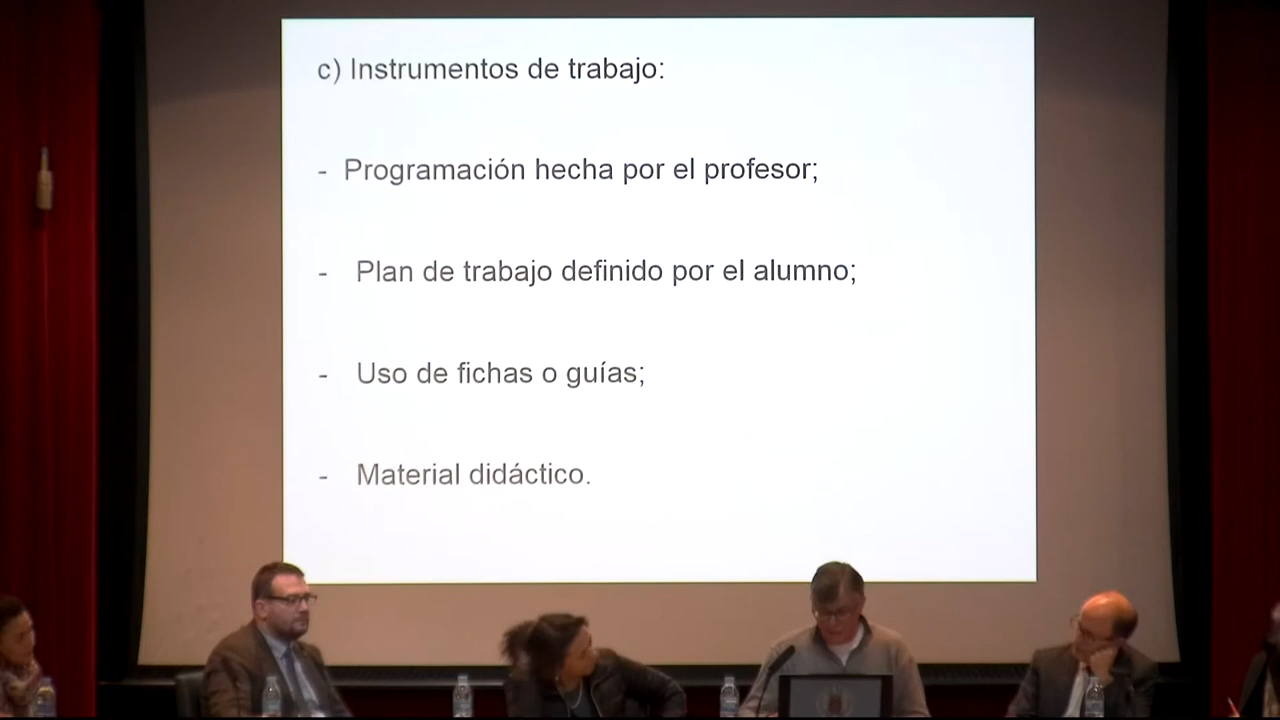 c) Instrumentos de trabajo:
- Programación hecha por el profesor;
- Plan de trabajo definido por el alumno;
- Uso de fichas o guías;
- Material didáctico.